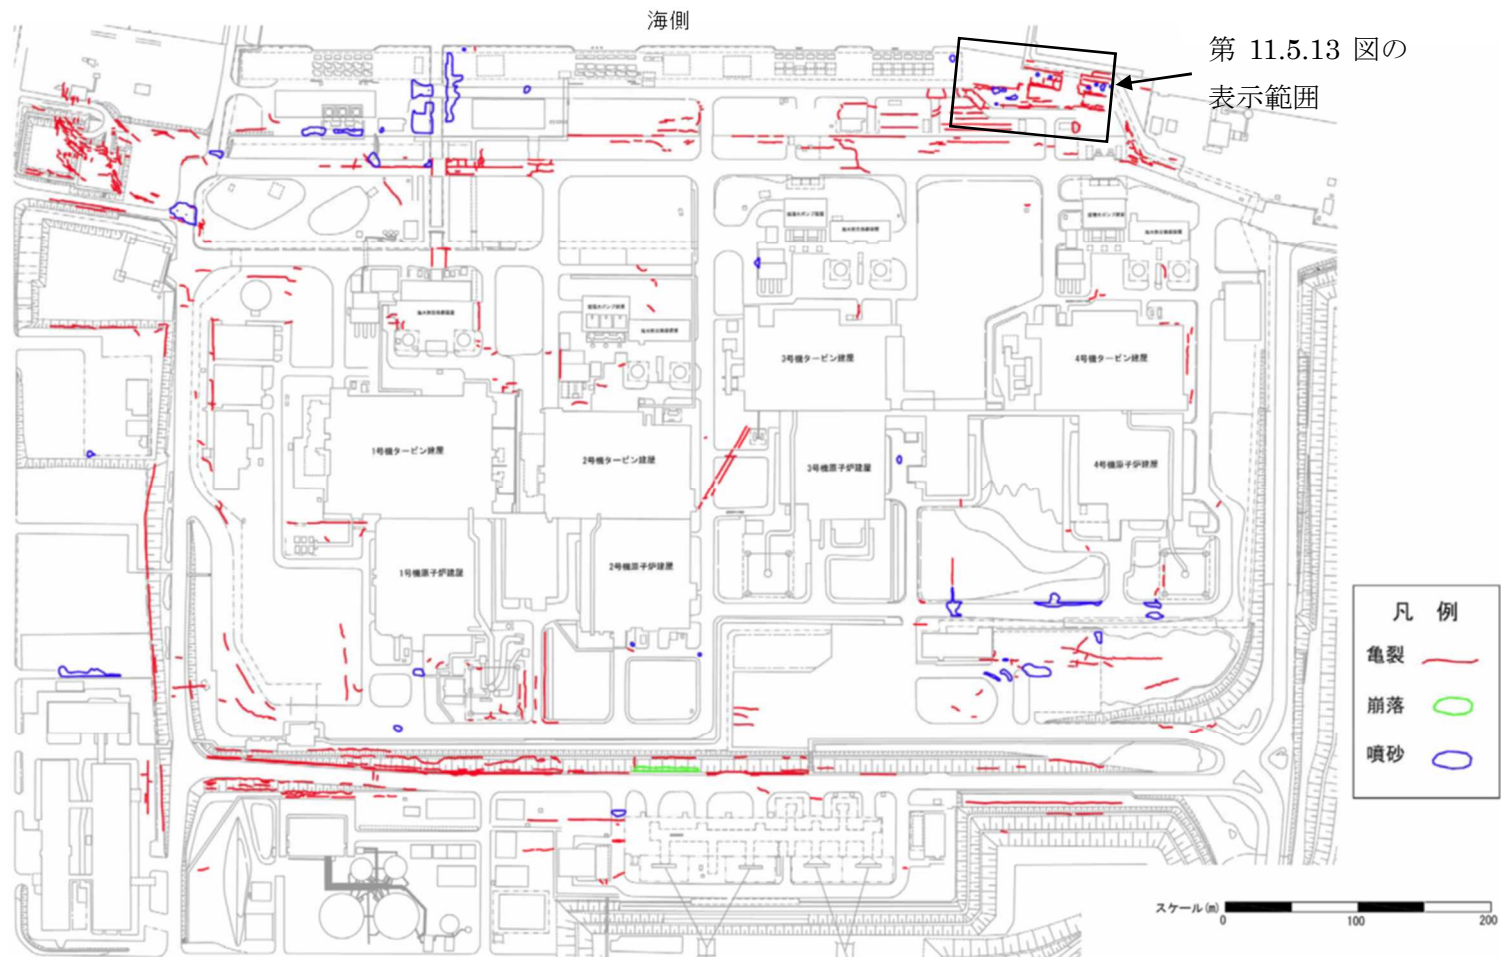 海側
第 11.5.13 図の
表示範囲
3号機タービン建屋
4号機タービン建屋
1号機タービン建屋
2号機タービン建屋
3号機原子炉建屋
4号機原子炉建屋
1号機原子炉建屋
2号機原子炉建屋
凡 例
亀裂
崩落
噴砂
スケール(m)
0
100
200